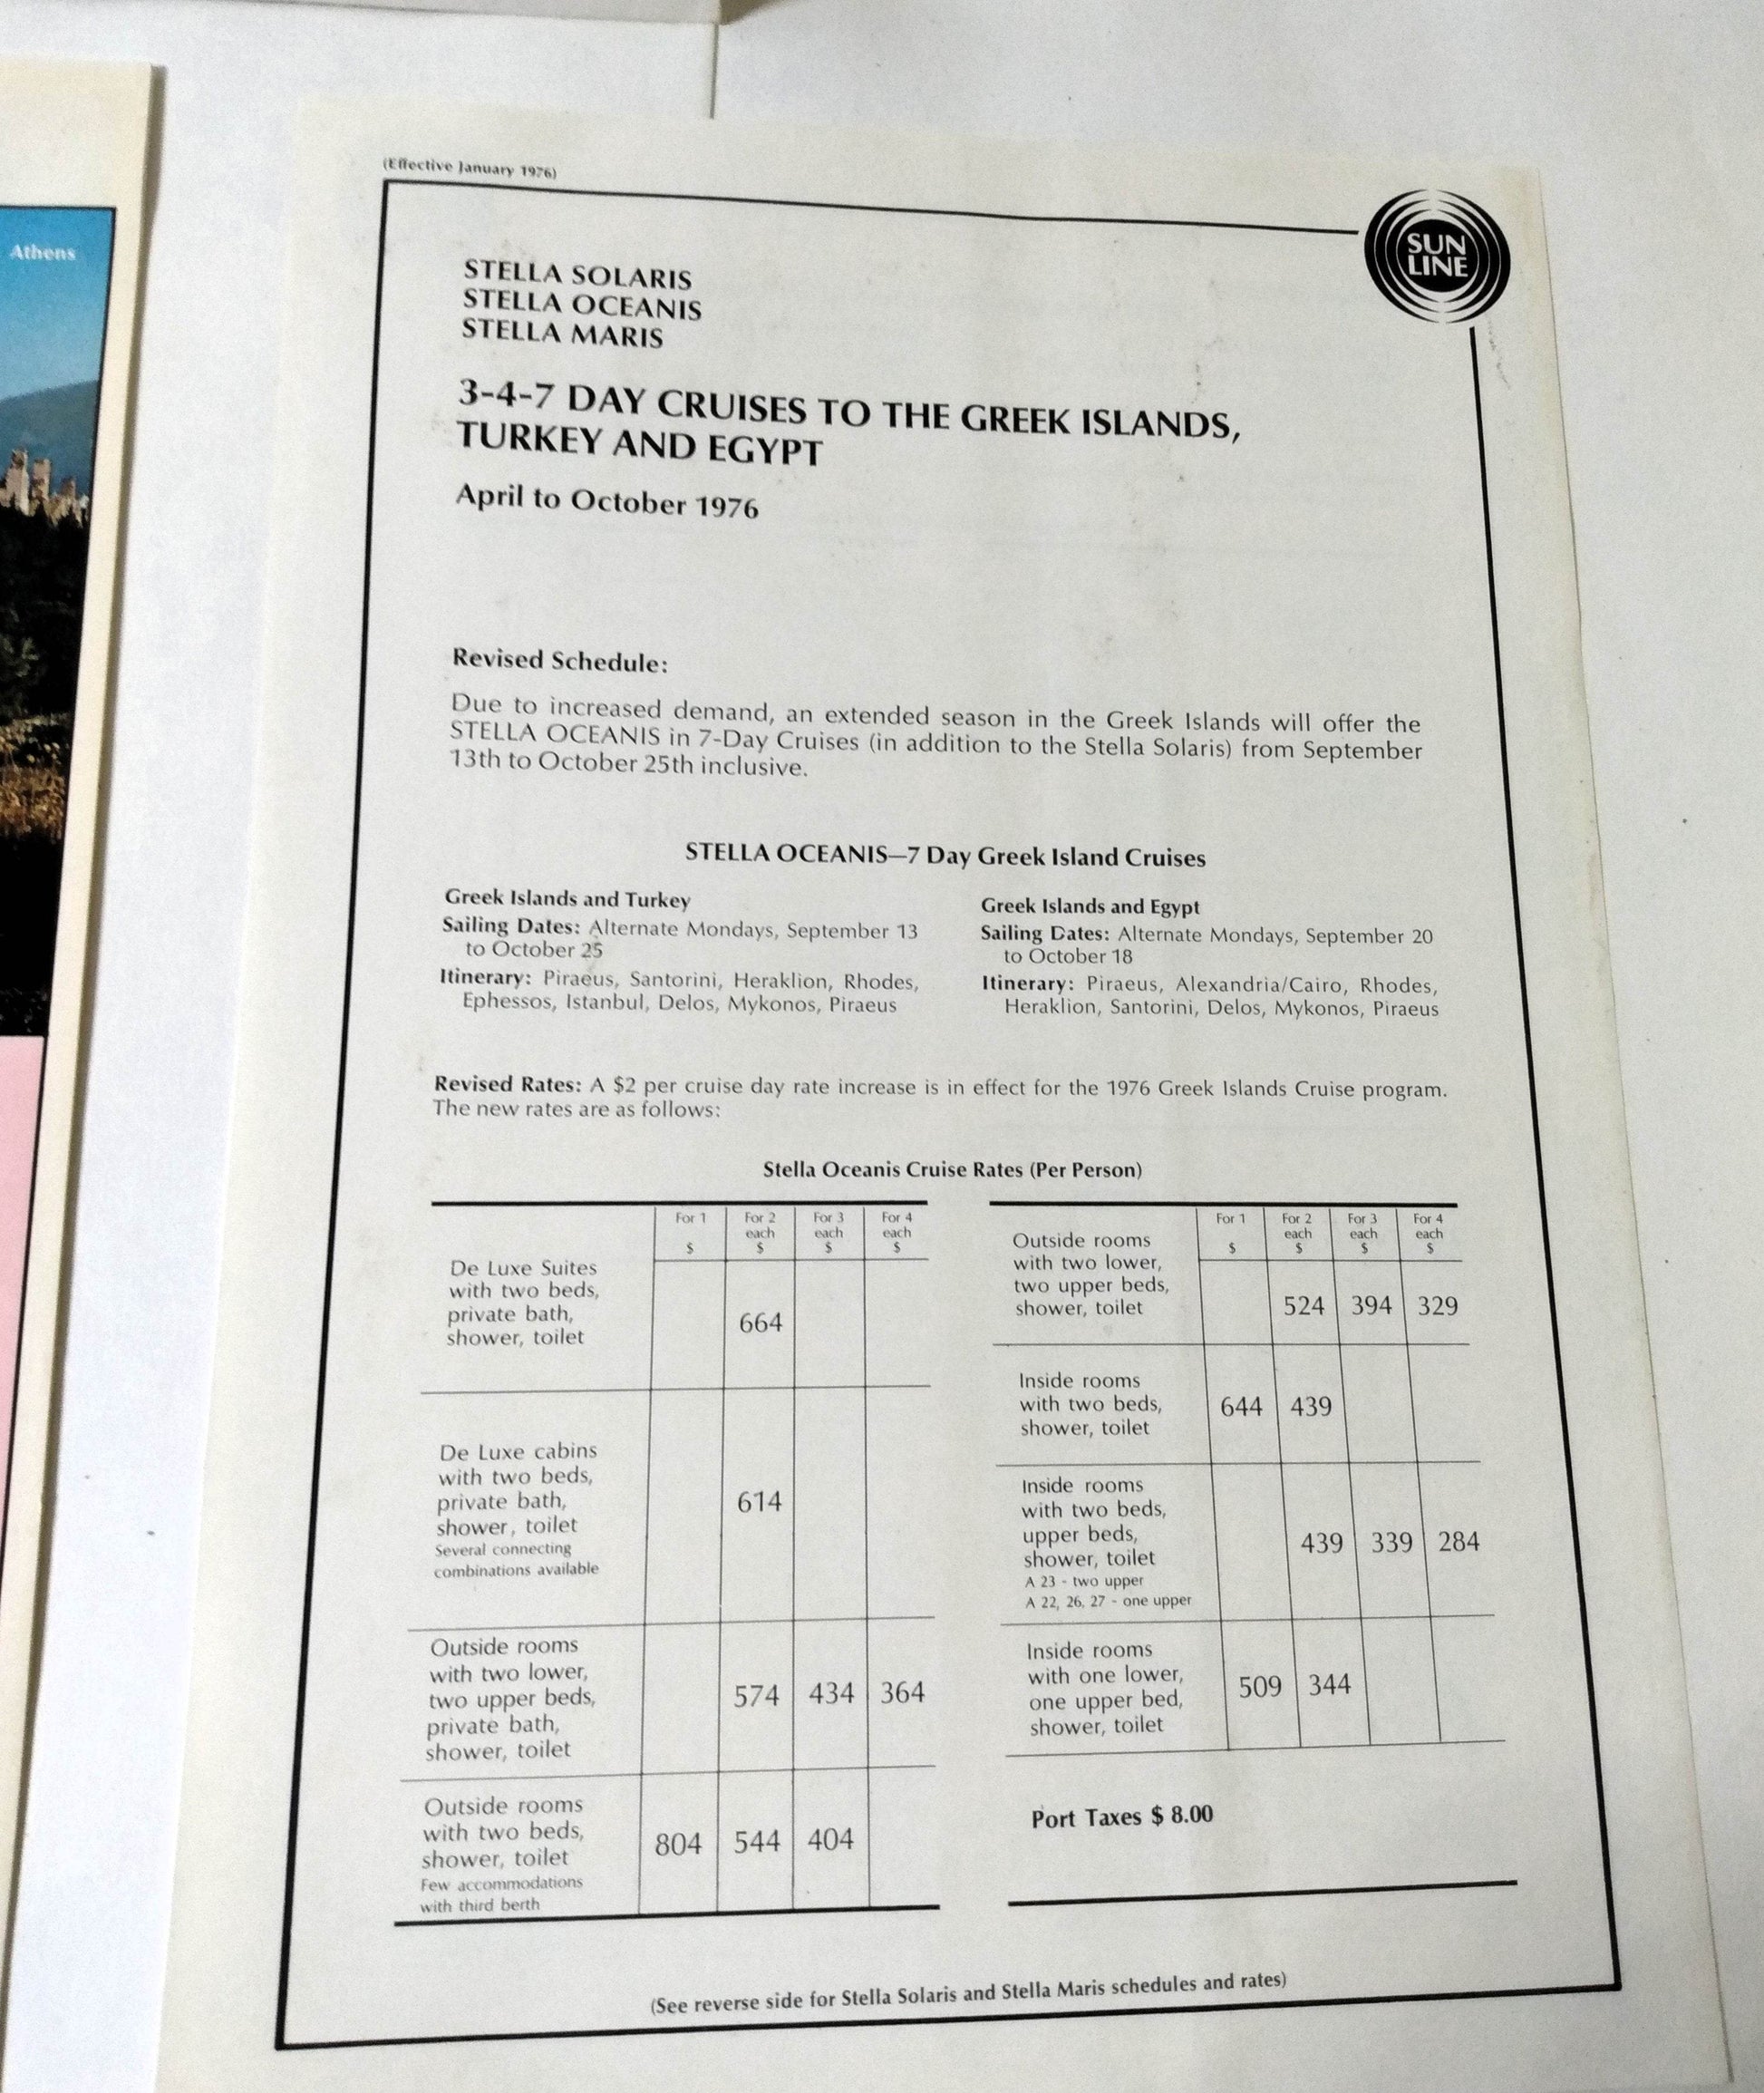 Athens
(Effective January 1976)
SUN
LINE
STELLA SOLARIS
STELLA OCEANIS
STELLA MARIS
3-4-7 DAY CRUISES TO THE GREEK ISLANDS,
TURKEY AND EGYPT
April to October 1976
Revised Schedule:
Due to increased demand, an extended season in the Greek Islands will offer the
STELLA OCEANIS in 7-Day Cruises (in addition to the Stella Solaris) from September
13th to October 25th inclusive.
STELLA OCEANIS—7 Day Greek Island Cruises
Greek Islands and Turkey
Sailing Dates: Alternate Mondays, September 13
to October 25
Itinerary: Piraeus, Santorini, Heraklion, Rhodes,
Ephessos, Istanbul, Delos, Mykonos, Piraeus
Greek Islands and Egypt
Sailing Dates: Alternate Mondays, September 20
to October 18
Itinerary: Piraeus, Alexandria/Cairo, Rhodes,
Heraklion, Santorini, Delos, Mykonos, Piraeus
Revised Rates: A $2 per cruise day rate increase is in effect for the 1976 Greek Islands Cruise program.
The new rates are as follows:
Stella Oceanis Cruise Rates (Per Person)
For 1 For 2 For 3 For 4
each each each
$ $ $ $
De Luxe Suites
with two beds,
private bath, 664
shower, toilet
De Luxe cabins
with two beds,
private bath, 614
shower, toilet
Several connecting
combinations available
Outside rooms
with two lower,
two upper beds, 574 434 364
private bath,
shower, toilet
Outside rooms
with two beds, 804 544 404
shower, toilet
Few accommodations
with third berth
For 1 For 2 For 3 For 4
each each each
$ $ $ $
Outside rooms
with two lower,
two upper beds,
shower, toilet 524 394 329
Inside rooms
with two beds, 644 439
shower, toilet
Inside rooms
with two beds,
upper beds, 439 339 284
shower, toilet
A 23 - two upper
A 22, 26, 27 - one upper
Inside rooms
with one lower, 509 344
one upper bed,
shower, toilet
Port Taxes $ 8.00
(See reverse side for Stella Solaris and Stella Maris schedules and rates)